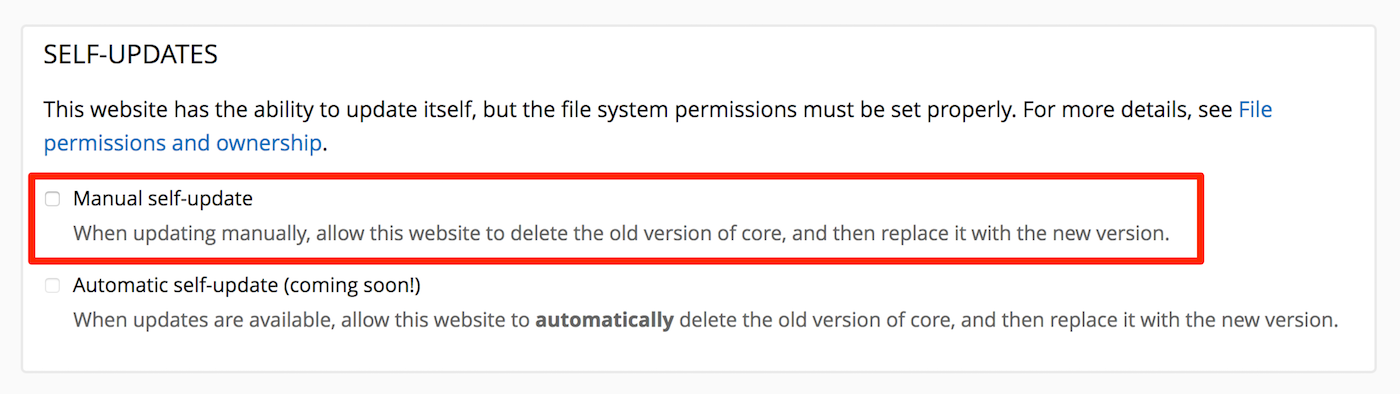 SELF-UPDATES
This website has the ability to update itself, but the file system permissions must be set properly. For more details, see File
permissions and ownership.
Manual self-update
When updating manually, allow this website to delete the old version of core, and then replace it with the new version.
Automatic self-update (coming soon!)
When updates are available, allow this website to automatically delete the old version of core, and then replace it with the new version.